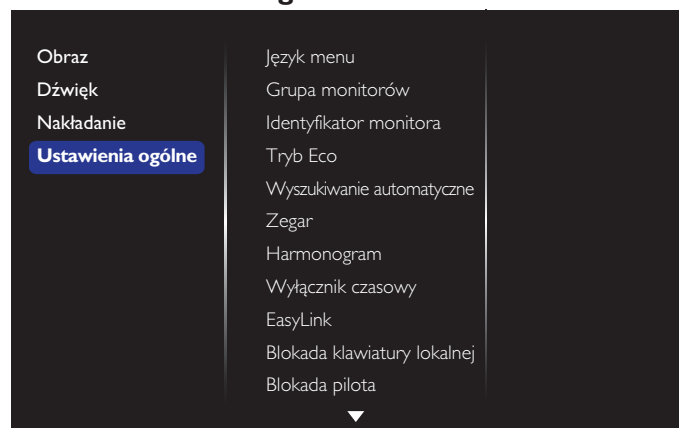 Obraz
Dźwięk
Nakładanie
Ustawienia ogólne
Język menu
Grupa monitorów
Identyfikator monitora
Tryb Eco
Wyszukiwanie automatyczne
Zegar
Harmonogram
Wyłącznik czasowy
EasyLink
Blokada klawiatury lokalnej
Blokada pilota